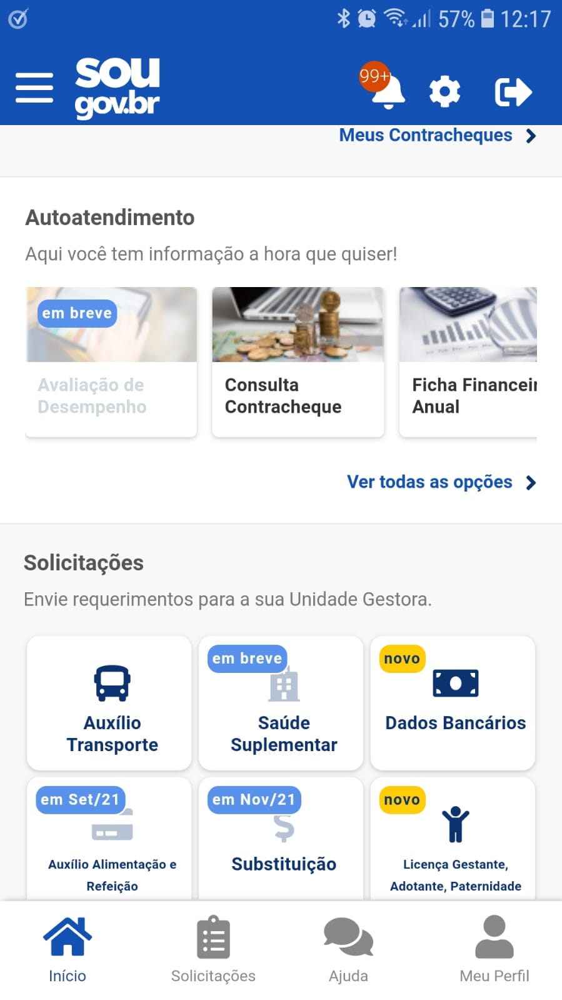 57% 12:17
sou
gov.br
99+
Meus Contracheques
Autoatendimento
Aqui você tem informação a hora que quiser!
em breve
Avaliação de
Desempenho
Consulta
Contracheque
Ficha Financeir
Anual
Ver todas as opções
Solicitações
Envie requerimentos para a sua Unidade Gestora.
Auxílio
Transporte
em breve
Saúde
Suplementar
novo
Dados Bancários
em Set/21
Auxílio Alimentação e
Refeição
em Nov/21
Substituição
novo
Licença Gestante,
Adotante, Paternidade
Início
Solicitações
Ajuda
Meu Perfil